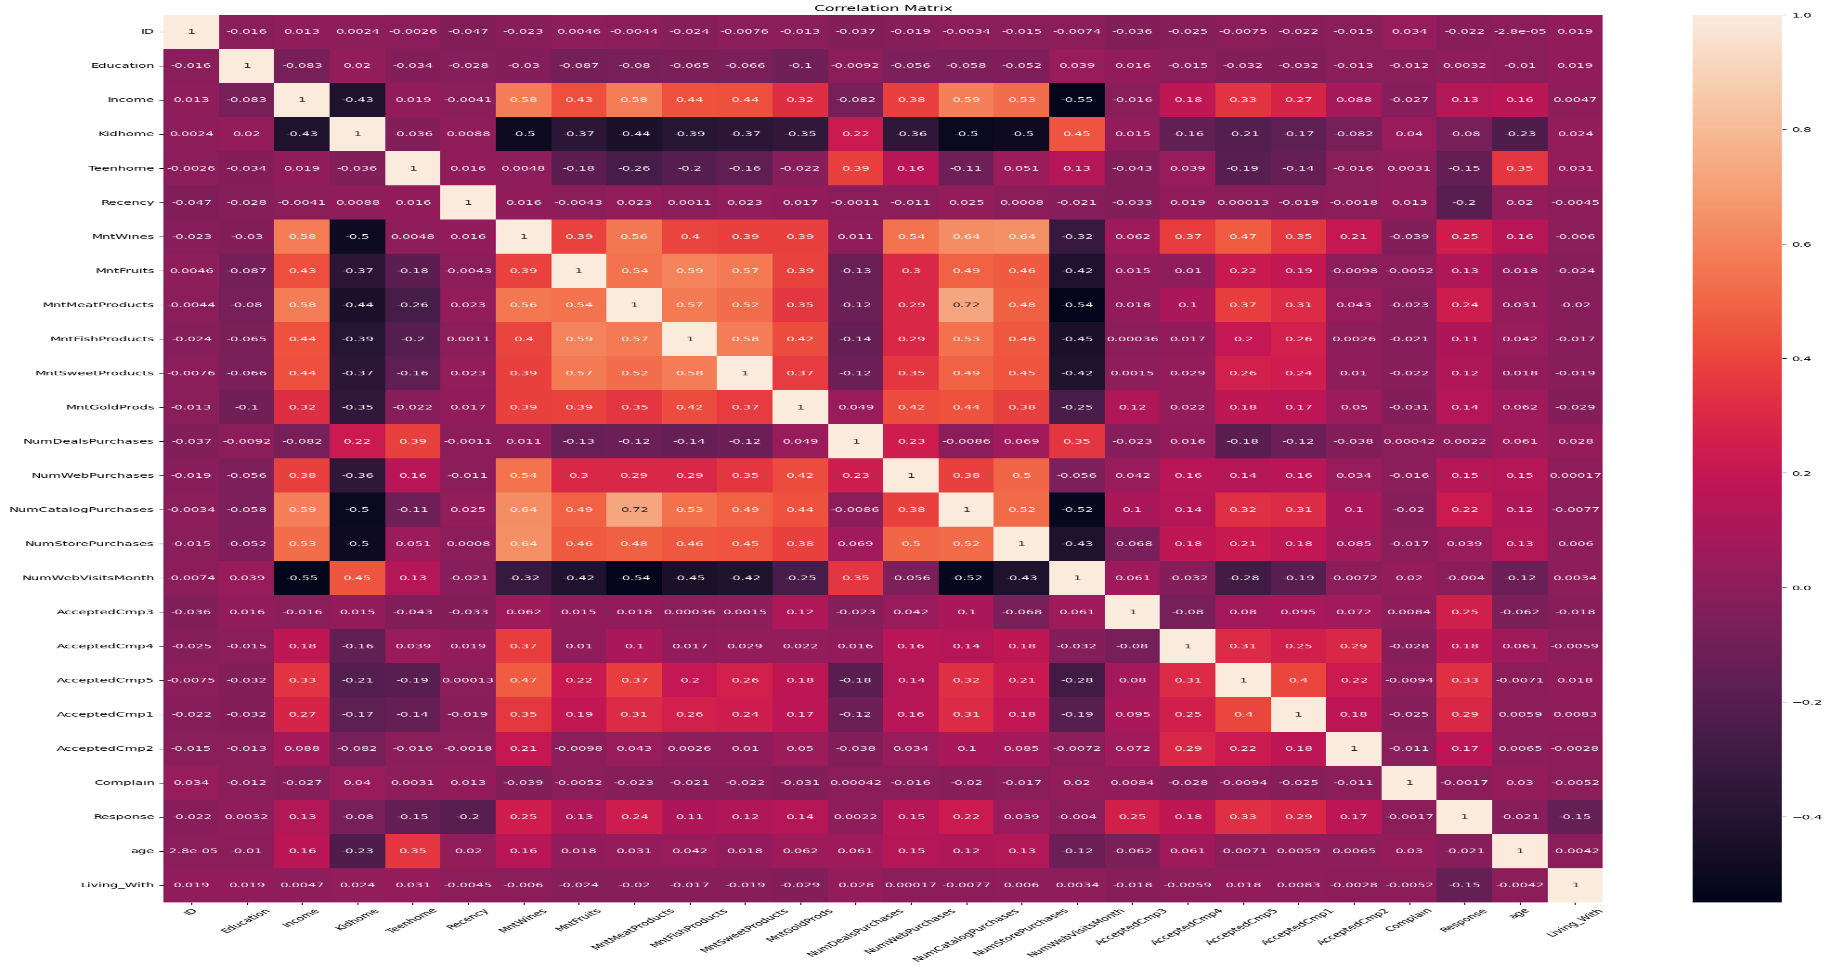 Correlation Matrix
ID 1 -0.016 0.013 0.0024 -0.0026 -0.047 -0.023 0.0046 -0.0044 -0.024 -0.0076 -0.013 -0.037 -0.019 -0.0034 -0.015 -0.0074 -0.036 -0.025 -0.0075 -0.022 -0.015 0.034 -0.022 -2.8e-05 0.019
Education -0.016 1 -0.083 0.02 -0.034 -0.028 -0.03 -0.087 -0.08 -0.065 -0.066 -0.1 -0.0092 -0.056 -0.058 -0.052 0.039 0.016 -0.015 -0.032 -0.032 -0.013 -0.012 0.0032 -0.01 0.019
Income 0.013 -0.083 1 -0.43 0.019 -0.0041 0.58 0.43 0.58 0.44 0.44 0.32 -0.082 0.38 0.59 0.53 -0.55 -0.016 0.18 0.33 0.27 0.088 -0.027 0.13 0.16 0.0047
Kidhome 0.0024 0.02 -0.43 1 -0.036 0.0088 -0.5 -0.37 -0.44 -0.39 -0.37 -0.35 0.22 -0.36 -0.5 -0.5 0.45 0.015 -0.16 -0.21 -0.17 -0.082 0.04 -0.08 -0.23 0.024
Teenhome -0.0026 -0.034 0.019 -0.036 1 0.016 0.0048 -0.18 -0.26 -0.2 -0.16 -0.022 0.39 0.16 -0.11 0.051 0.13 -0.043 0.039 -0.19 -0.14 -0.016 0.0031 -0.15 0.35 0.031
Recency -0.047 -0.028 -0.0041 0.0088 0.016 1 0.016 -0.0043 0.023 0.0011 0.023 0.017 -0.0011 -0.011 0.025 0.0008 -0.021 -0.033 0.019 0.00013 -0.019 -0.0018 0.013 -0.2 0.02 -0.0045
MntWines -0.023 -0.03 0.58 -0.5 0.0048 0.016 1 0.39 0.56 0.4 0.39 0.39 0.011 0.54 0.64 0.64 -0.32 0.062 0.37 0.47 0.35 0.21 -0.039 0.25 0.16 -0.006
MntFruits 0.0046 -0.087 0.43 -0.37 -0.18 -0.0043 0.39 1 0.54 0.59 0.57 0.39 -0.13 0.3 0.49 0.46 -0.42 0.015 0.01 0.22 0.19 -0.0098 -0.0052 0.13 0.018 -0.024
MntMeatProducts -0.0044 -0.08 0.58 -0.44 -0.26 0.023 0.56 0.54 1 0.57 0.52 0.35 -0.12 0.29 0.72 0.48 -0.54 0.018 0.1 0.37 0.31 0.043 -0.023 0.24 0.031 -0.02
MntFishProducts -0.024 -0.065 0.44 -0.39 -0.2 0.0011 0.4 0.59 0.57 1 0.58 0.42 -0.14 0.29 0.53 0.46 -0.45 0.00036 0.017 0.2 0.26 0.0026 -0.021 0.11 0.042 -0.017
MntSweetProducts -0.0076 -0.066 0.44 -0.37 -0.16 0.023 0.39 0.57 0.52 0.58 1 0.37 -0.12 0.35 0.49 0.45 -0.42 0.0015 0.029 0.26 0.24 0.01 -0.022 0.12 0.018 -0.019
MntGoldProds -0.013 -0.1 0.32 -0.35 -0.022 0.017 0.39 0.39 0.35 0.42 0.37 1 0.049 0.42 0.44 0.38 -0.25 0.12 0.022 0.18 0.17 0.05 -0.031 0.14 0.062 -0.029
NumDealsPurchases -0.037 -0.0092 -0.082 0.22 0.39 -0.0011 0.011 -0.13 -0.12 -0.14 -0.12 0.049 1 0.23 -0.0086 0.069 0.35 -0.023 0.016 -0.18 -0.12 -0.038 0.00042 0.0022 0.061 0.028
NumWebPurchases -0.019 -0.056 0.38 -0.36 0.16 -0.011 0.54 0.3 0.29 0.29 0.35 0.42 0.23 1 0.38 0.5 -0.056 0.042 0.16 0.14 0.16 0.034 -0.016 0.15 0.15 0.00017
NumCatalogPurchases -0.0034 -0.058 0.59 -0.5 -0.11 0.025 0.64 0.49 0.72 0.53 0.49 0.44 -0.0086 0.38 1 0.52 -0.52 0.1 0.14 0.32 0.31 0.1 -0.02 0.22 0.12 -0.0077
NumStorePurchases -0.015 -0.052 0.53 -0.5 0.051 0.0008 0.64 0.46 0.48 0.46 0.45 0.38 0.069 0.5 0.52 1 -0.43 -0.068 0.18 0.21 0.18 0.085 -0.017 0.039 0.13 0.006
NumWebVisitsMonth -0.0074 0.039 -0.55 0.45 0.13 -0.021 -0.32 -0.42 -0.54 -0.45 -0.42 -0.25 0.35 -0.056 -0.52 -0.43 1 0.061 -0.032 -0.28 -0.19 -0.0072 0.02 -0.004 -0.12 0.0034
AcceptedCmp3 -0.036 0.016 -0.016 0.015 -0.043 -0.033 0.062 0.015 0.018 0.00036 0.0015 0.12 -0.023 0.042 0.1 -0.068 0.061 1 -0.08 0.08 0.095 0.072 0.0084 0.25 -0.062 -0.018
AcceptedCmp4 -0.025 -0.015 0.18 -0.16 0.039 0.019 0.37 0.01 0.1 0.017 0.029 0.022 0.016 0.16 0.14 0.18 -0.032 -0.08 1 0.31 0.25 0.29 -0.028 0.18 0.061 -0.0059
AcceptedCmp5 -0.0075 -0.032 0.33 -0.21 -0.19 0.00013 0.47 0.22 0.37 0.2 0.26 0.18 -0.18 0.14 0.32 0.21 -0.28 0.08 0.31 1 0.4 0.22 -0.0094 0.33 -0.0071 0.018
AcceptedCmp1 -0.022 -0.032 0.27 -0.17 -0.14 -0.019 0.35 0.19 0.31 0.26 0.24 0.17 -0.12 0.16 0.31 0.18 -0.19 0.095 0.25 0.4 1 0.18 -0.025 0.29 0.0059 0.0083
AcceptedCmp2 -0.015 -0.013 0.088 -0.082 -0.016 -0.0018 0.21 -0.0098 0.043 0.0026 0.01 0.05 -0.038 0.034 0.1 0.085 -0.0072 0.072 0.29 0.22 0.18 1 -0.011 0.17 0.0065 -0.0028
Complain 0.034 -0.012 -0.027 0.04 0.0031 0.013 -0.039 -0.0052 -0.023 -0.021 -0.022 -0.031 0.00042 -0.016 -0.02 -0.017 0.02 0.0084 -0.028 -0.0094 -0.025 -0.011 1 -0.0017 0.03 -0.0052
Response -0.022 0.0032 0.13 -0.08 -0.15 -0.2 0.25 0.13 0.24 0.11 0.12 0.14 0.0022 0.15 0.22 0.039 -0.004 0.25 0.18 0.33 0.29 0.17 -0.0017 1 -0.021 -0.15
age 2.8e-05 -0.01 0.16 -0.23 0.35 0.02 0.16 0.018 0.031 0.042 0.018 0.062 0.061 0.15 0.12 0.13 -0.12 -0.062 0.061 -0.0071 0.0059 0.0065 0.03 -0.021 1 -0.0042
Living_With 0.019 0.019 0.0047 0.024 0.031 -0.0045 -0.006 -0.024 -0.02 -0.017 -0.019 -0.029 0.028 0.00017 -0.0077 0.006 0.0034 -0.018 -0.0059 0.018 0.0083 -0.0028 -0.0052 -0.15 -0.0042 1
ID Education Income Kidhome Teenhome Recency MntWines MntFruits MntMeatProducts MntFishProducts MntSweetProducts MntGoldProds NumDealsPurchases NumWebPurchases NumCatalogPurchases NumStorePurchases NumWebVisitsMonth AcceptedCmp3 AcceptedCmp4 AcceptedCmp5 AcceptedCmp1 AcceptedCmp2 Complain Response age Living_With
1.0
0.8
0.6
0.4
0.2
0.0
−0.2
−0.4